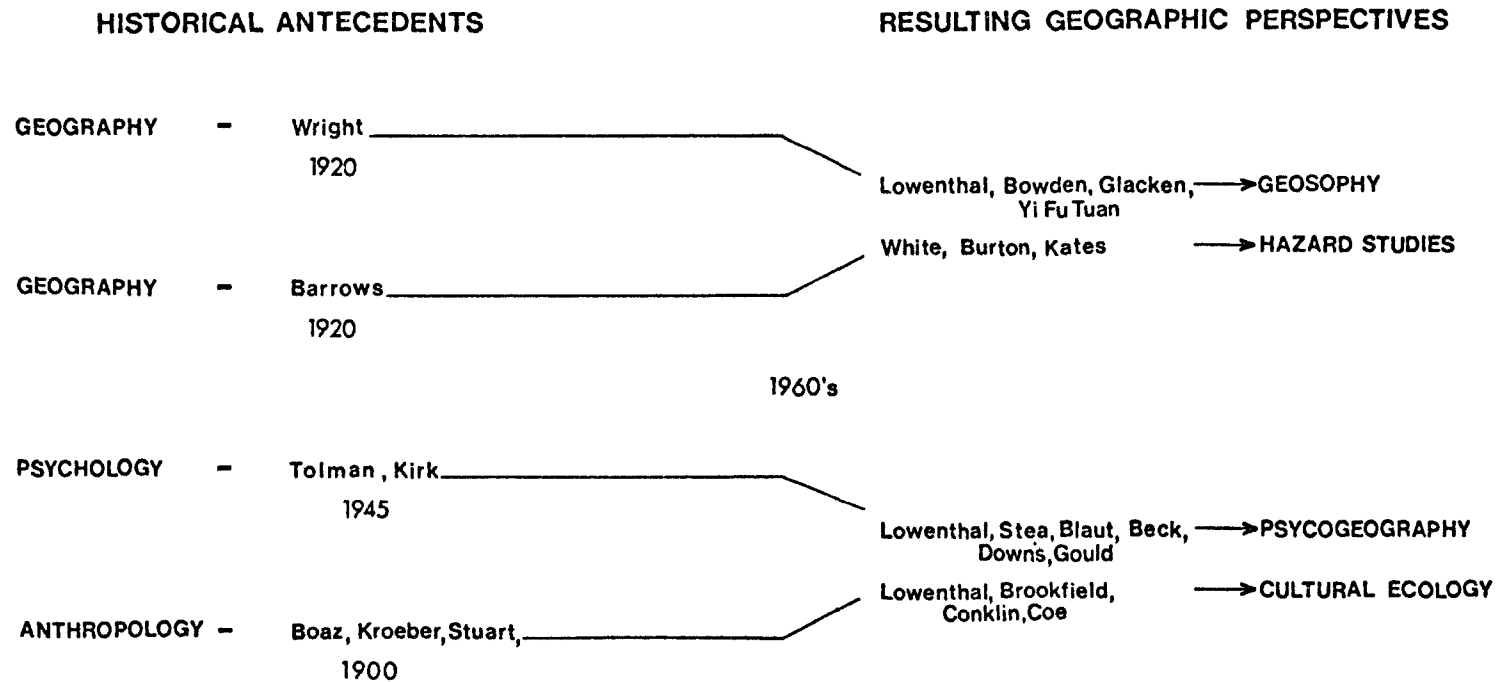 HISTORICAL ANTECEDENTS
RESULTING GEOGRAPHIC PERSPECTIVES
GEOGRAPHY - Wright
1920
Lowenthal, Bowden, Glacken, GEOSOPHY
Yi Fu Tuan
White, Burton, Kates HAZARD STUDIES
GEOGRAPHY - Barrows
1920
1960's
PSYCHOLOGY - Tolman, Kirk
1945
Lowenthal, Stea, Blaut, Beck, PSYCOGEOGRAPHY
Downs, Gould
Lowenthal, Brookfield, CULTURAL ECOLOGY
Conklin, Coe
ANTHROPOLOGY - Boaz, Kroeber, Stuart,
1900